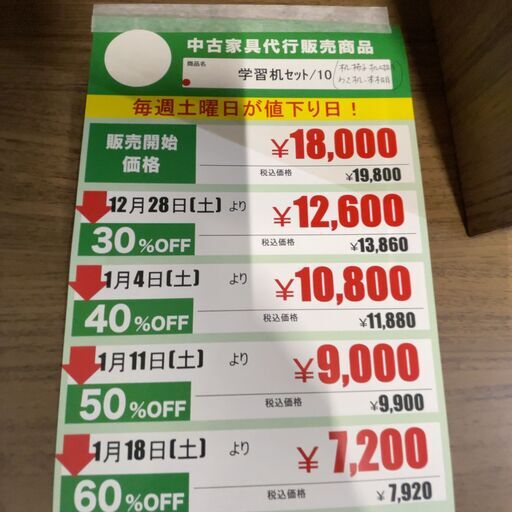 中古家具代行販売商品
商品名
学習机セット/10
毎週土曜日が値下り日！
販売開始
価格
¥18,000
税込価格
¥19,800
12月28日(土) より
¥12,600
30%OFF
税込価格
¥13,860
1月4日(土) より
¥10,800
40%OFF
税込価格
¥11,880
1月11日(土) より
¥9,000
50%OFF
税込価格
¥9,900
1月18日(土) より
¥7,200
60%OFF
税込価格
¥7,920